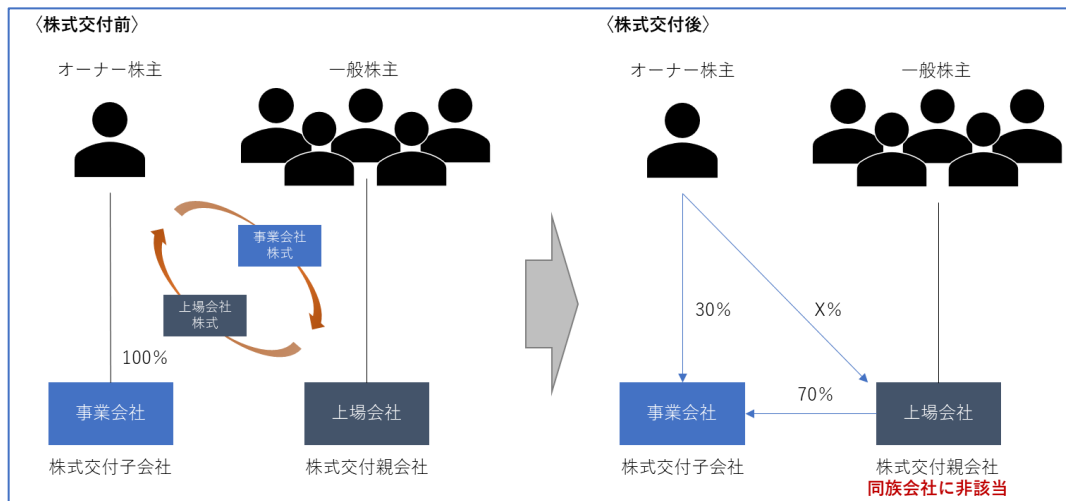 〈株式交付前〉
オーナー株主
一般株主
事業会社
株式
上場会社
株式
100%
事業会社
上場会社
株式交付子会社
株式交付親会社
〈株式交付後〉
オーナー株主
一般株主
30%
X%
70%
事業会社
上場会社
株式交付子会社
株式交付親会社
同族会社に非該当